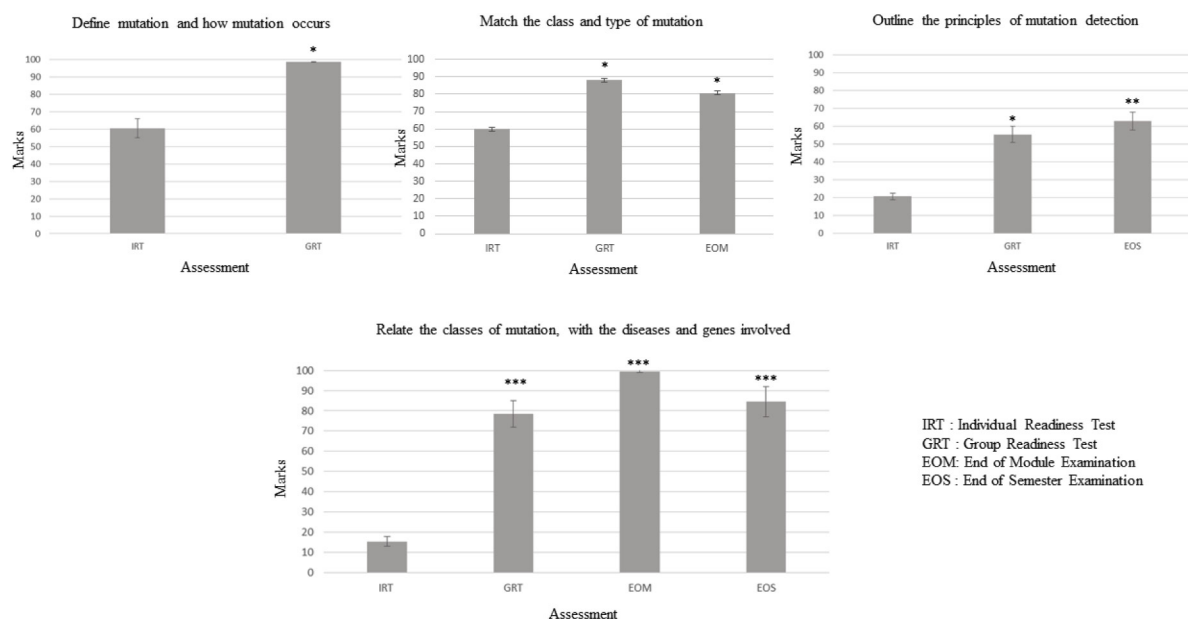 Define mutation and how mutation occurs
100
90
80
70
60
50
40
30
20
10
0
Marks
*
IRT
GRT
Assessment
Match the class and type of mutation
100
90
80
70
60
50
40
30
20
10
0
Marks
*
*
IRT
GRT
EOM
Assessment
Outline the principles of mutation detection
100
90
80
70
60
50
40
30
20
10
0
Marks
*
**
IRT
GRT
EOS
Assessment
Relate the classes of mutation, with the diseases and genes involved
100
90
80
70
60
50
40
30
20
10
0
Marks
***
***
***
IRT
GRT
EOM
EOS
Assessment
IRT : Individual Readiness Test
GRT : Group Readiness Test
EOM: End of Module Examination
EOS : End of Semester Examination